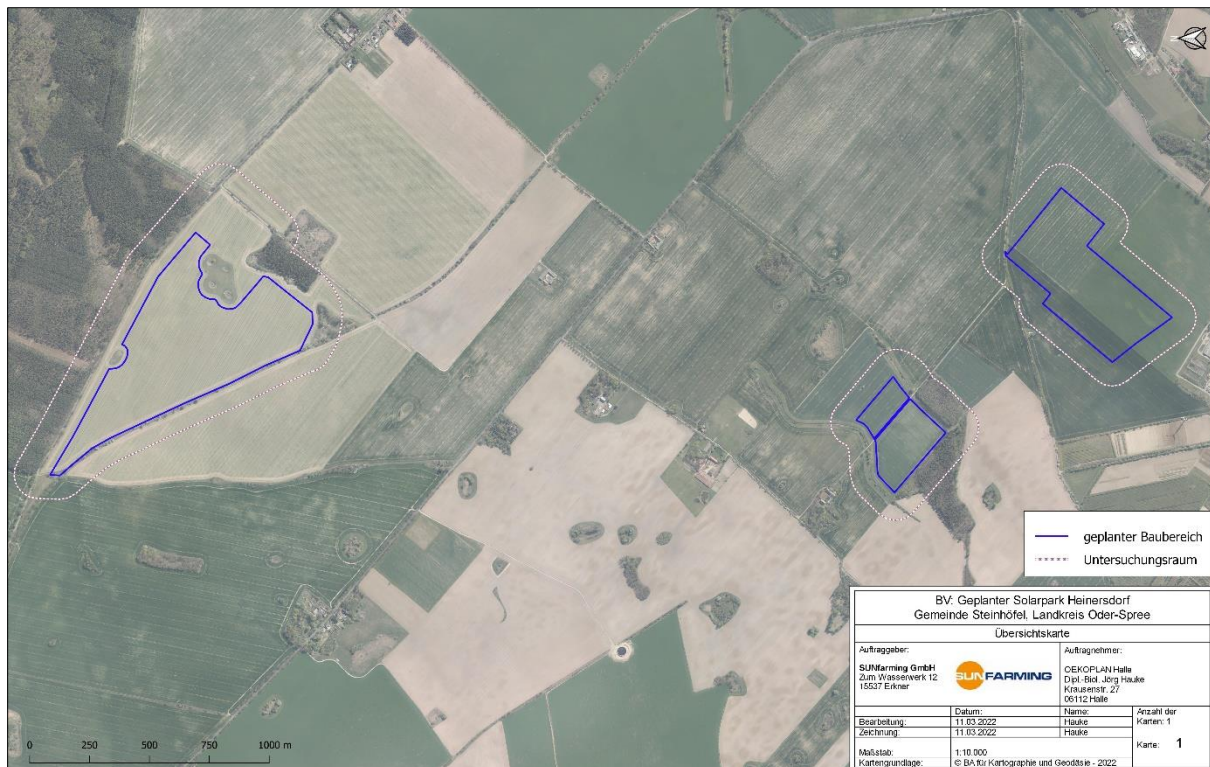 geplanter Baubereich
Untersuchungsraum
BV: Geplanter Solarpark Heinersdorf
Gemeinde Steinhöfel, Landkreis Oder-Spree
Übersichtskarte
Auftraggeber:
SUNfarming GmbH
Zum Wasserwerk 12
15537 Erkner
SUNFARMING
Auftragnehmer:
OEKOPLAN Halle
Dipl.-Biol. Jörg Hauke
Krausenstr. 27
06112 Halle
Datum: Name: Anzahl der
Bearbeitung: 11.03.2022 Hauke Karten: 1
Zeichnung: 11.03.2022 Hauke
Karte: 1
Maßstab: 1:10.000
Kartengrundlage: © BA für Kartographie und Geodäsie - 2022
0 250 500 750 1000 m